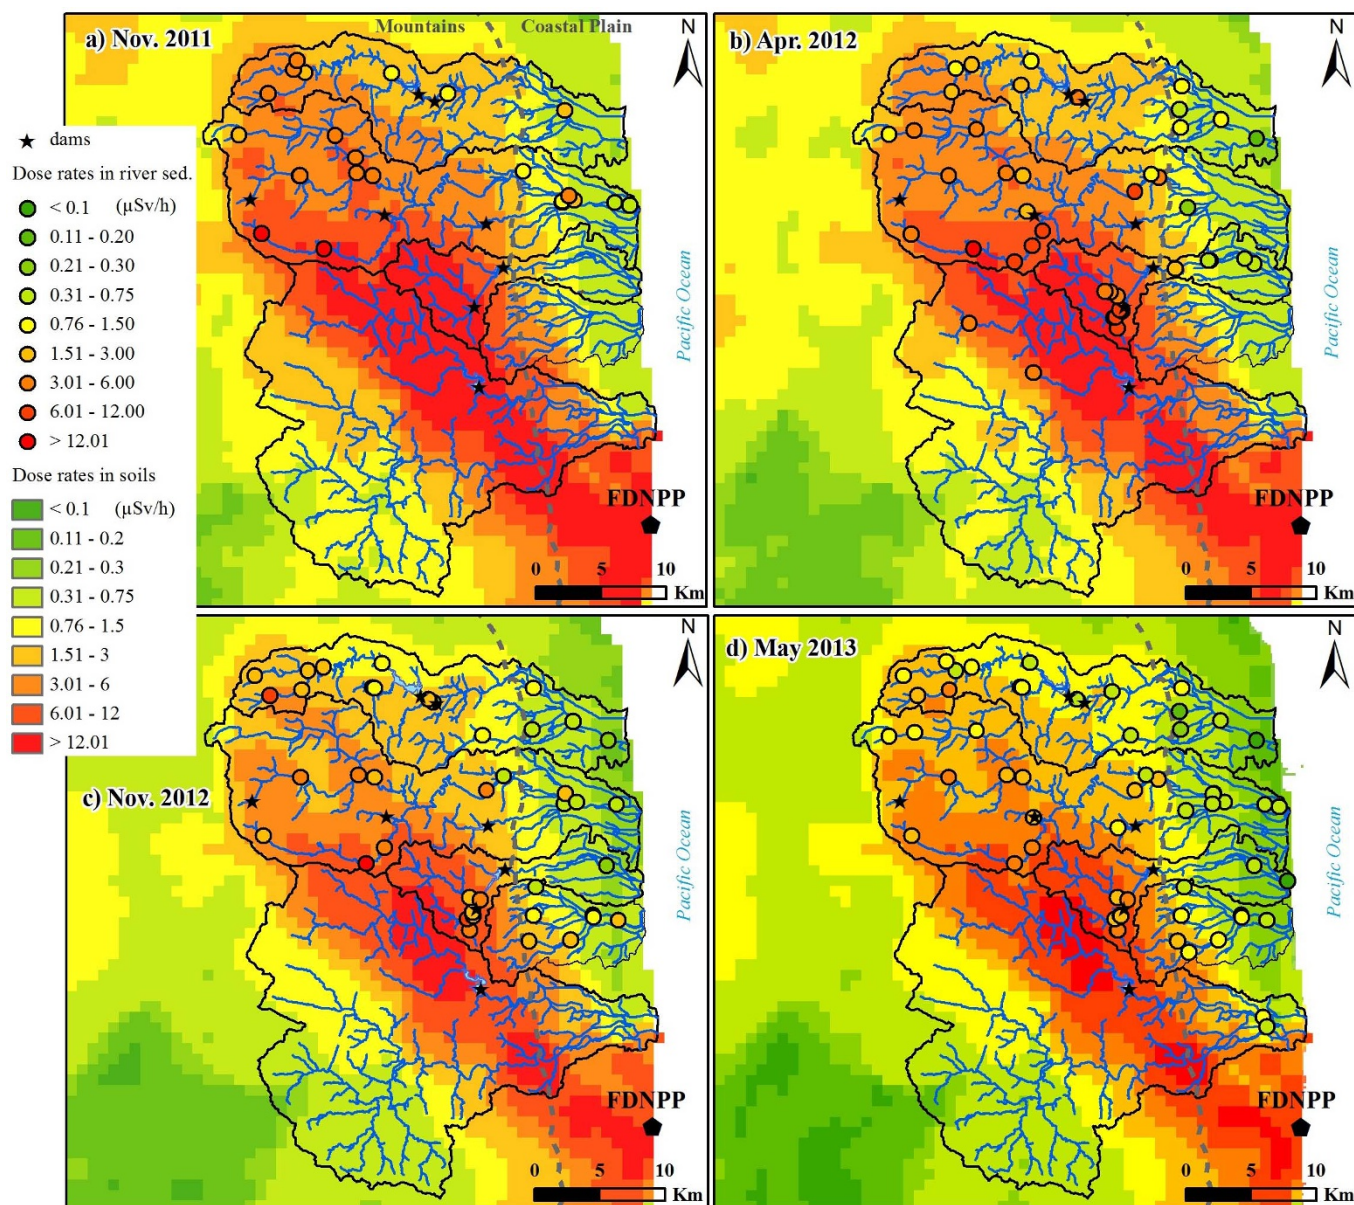 a) Nov. 2011
Mountains
Coastal Plain
N
Pacific Ocean
FDNPP
0 5 10
Km
b) Apr. 2012
N
Pacific Ocean
FDNPP
0 5 10
Km
dams
Dose rates in river sed.
< 0.1 (µSv/h)
0.11 - 0.20
0.21 - 0.30
0.31 - 0.75
0.76 - 1.50
1.51 - 3.00
3.01 - 6.00
6.01 - 12.00
> 12.01
Dose rates in soils
< 0.1 (µSv/h)
0.11 - 0.2
0.21 - 0.3
0.31 - 0.75
0.76 - 1.5
1.51 - 3
3.01 - 6
6.01 - 12
> 12.01
c) Nov. 2012
N
Pacific Ocean
FDNPP
0 5 10
Km
d) May 2013
N
Pacific Ocean
FDNPP
0 5 10
Km